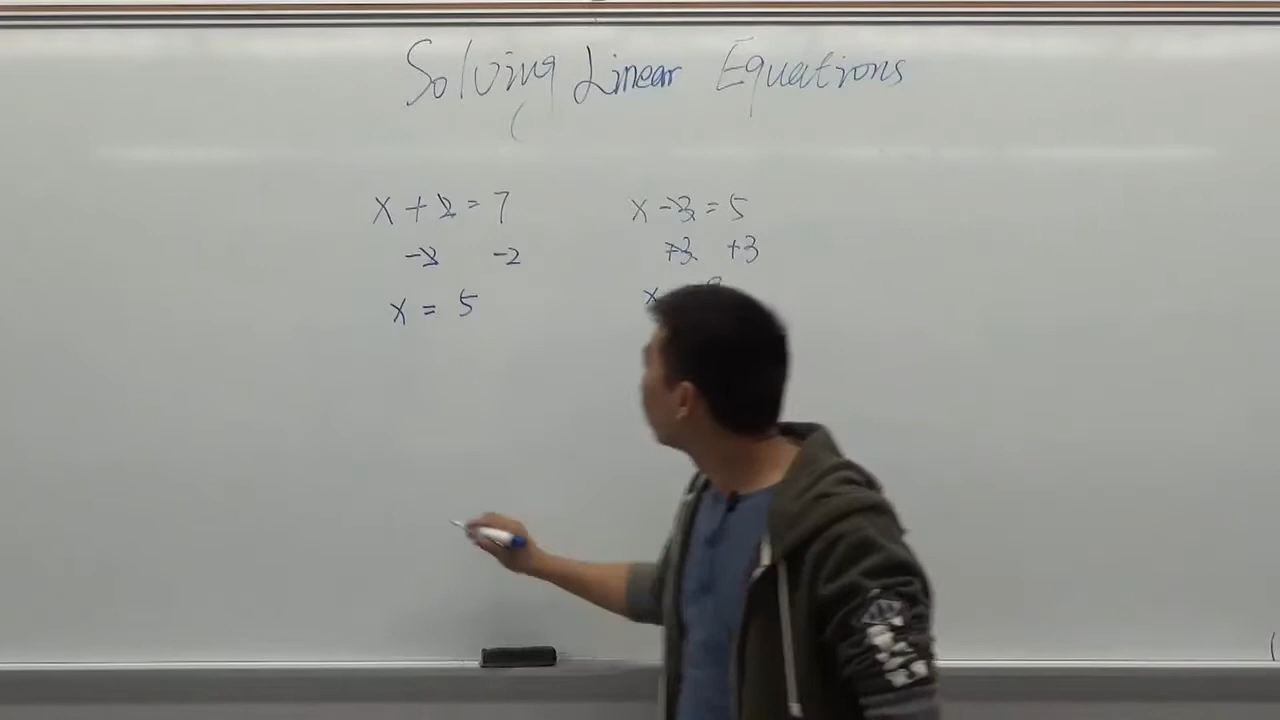 Solving Linear Equations
x + 2 = 7
-2 -2
x = 5
x - 3 = 5
+3 +3
x